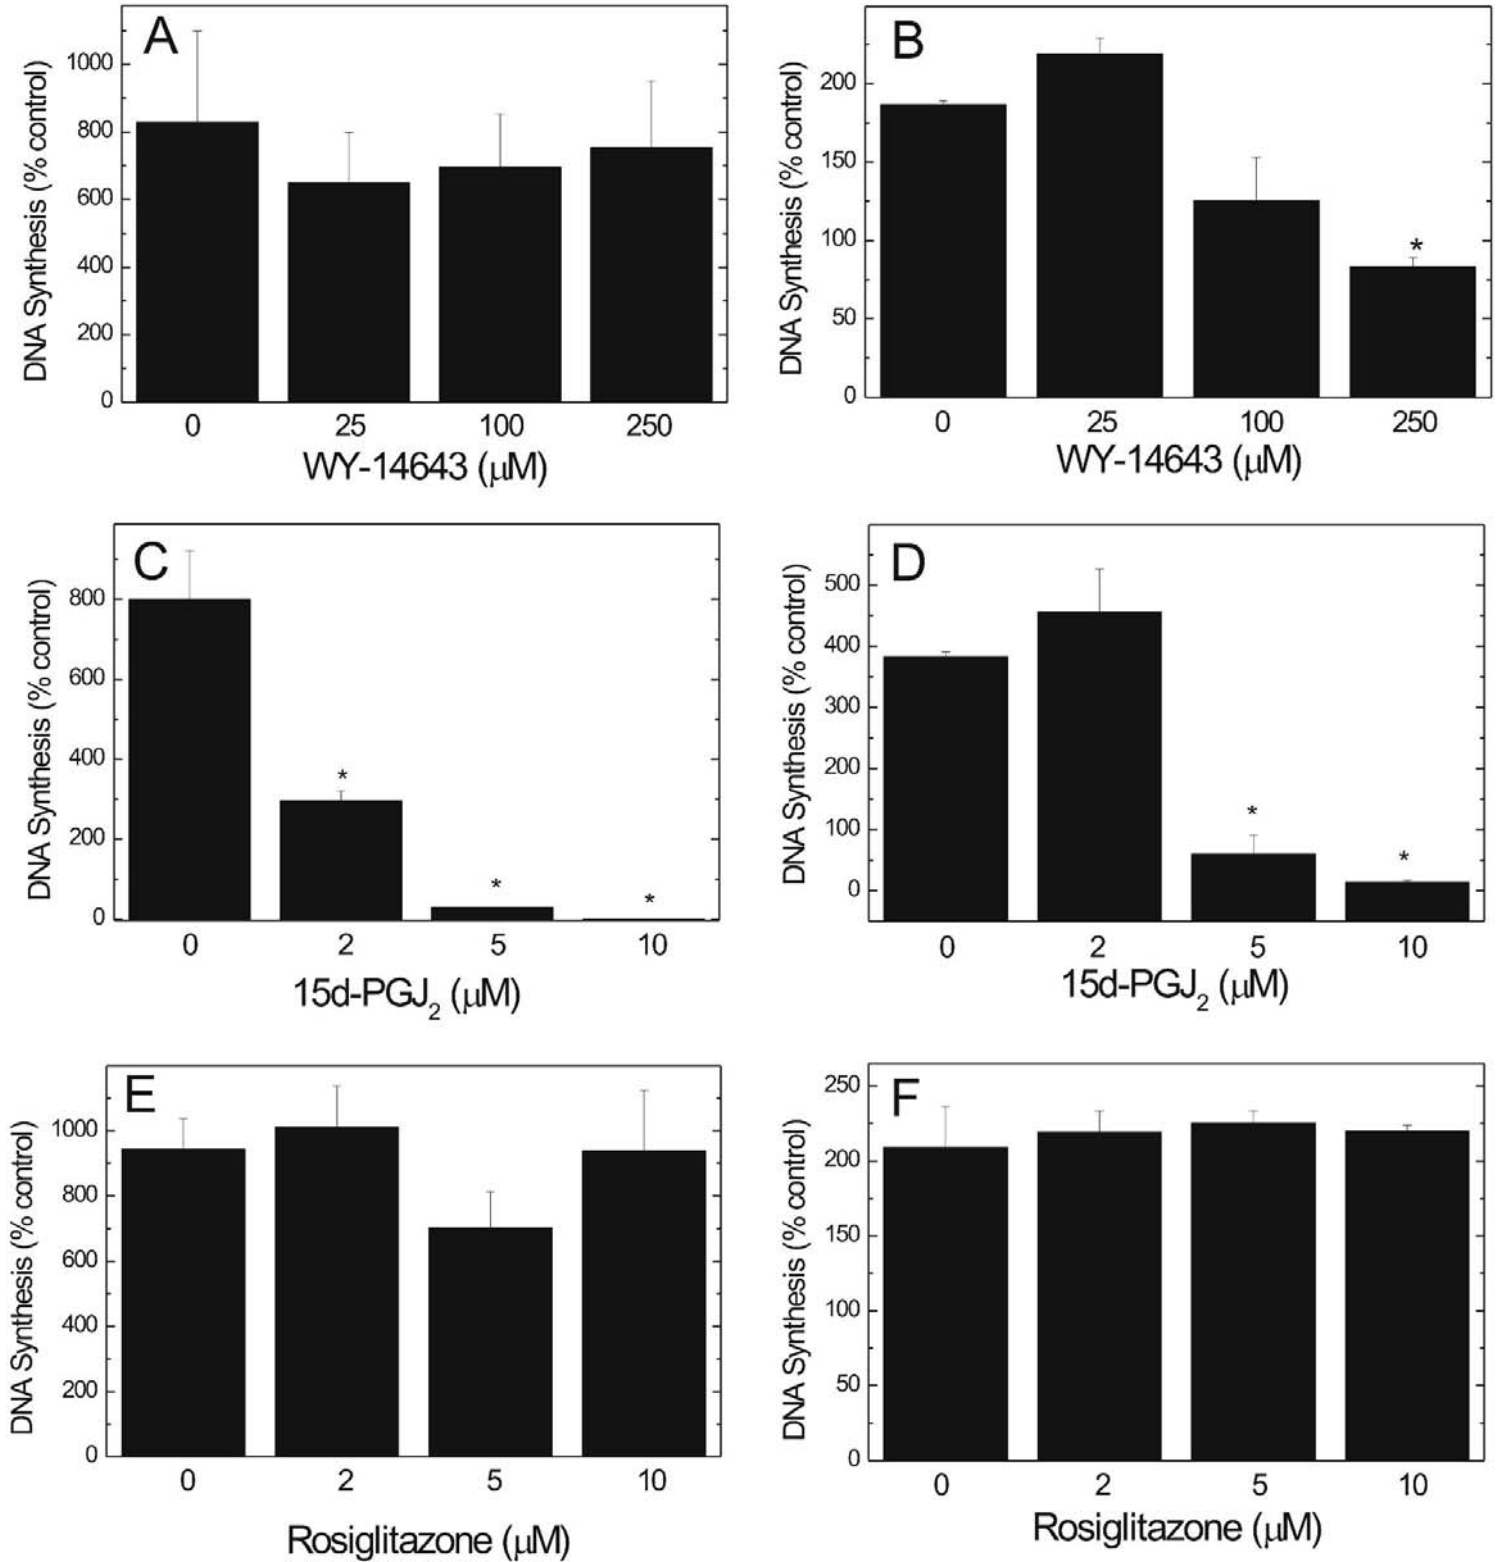 A
DNA Synthesis (% control)
1000
800
600
400
200
0
0 25 100 250
WY-14643 (μM)
B
DNA Synthesis (% control)
200
150
100
50
0
*
0 25 100 250
WY-14643 (μM)
C
DNA Synthesis (% control)
800
600
400
200
0
* * *
0 2 5 10
15d-PGJ₂ (μM)
D
DNA Synthesis (% control)
500
400
300
200
100
0
* *
0 2 5 10
15d-PGJ₂ (μM)
E
DNA Synthesis (% control)
1000
800
600
400
200
0
0 2 5 10
Rosiglitazone (μM)
F
DNA Synthesis (% control)
250
200
150
100
50
0
0 2 5 10
Rosiglitazone (μM)